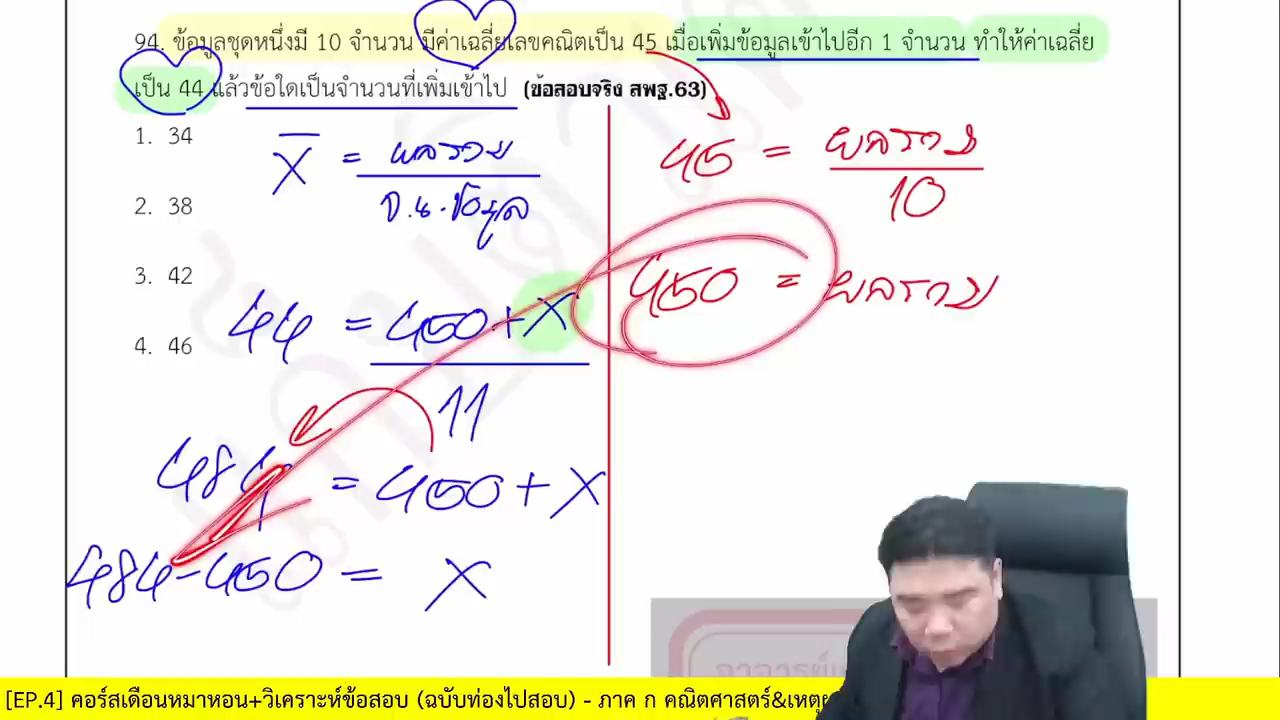 94. ข้อมูลชุดหนึ่งมี 10 จำนวน มีค่าเฉลี่ยเลขคณิตเป็น 45 เมื่อเพิ่มข้อมูลเข้าไปอีก 1 จำนวน ทำให้ค่าเฉลี่ย
เป็น 44 แล้วข้อใดเป็นจำนวนที่เพิ่มเข้าไป (ข้อสอบจริง สพฐ.63)
1. 34
2. 38
3. 42
4. 46
X̄ = ผลรวม
จ.น.ข้อมูล
44 = 450+X
11
484 = 450+X
484-450 = X
45 = ผลรวม
10
450 = ผลรวม
[EP.4] คอร์สเดือนหมาหอน+วิเคราะห์ข้อสอบ (ฉบับท่องไปสอบ) - ภาค ก คณิตศาสตร์&เหตุ